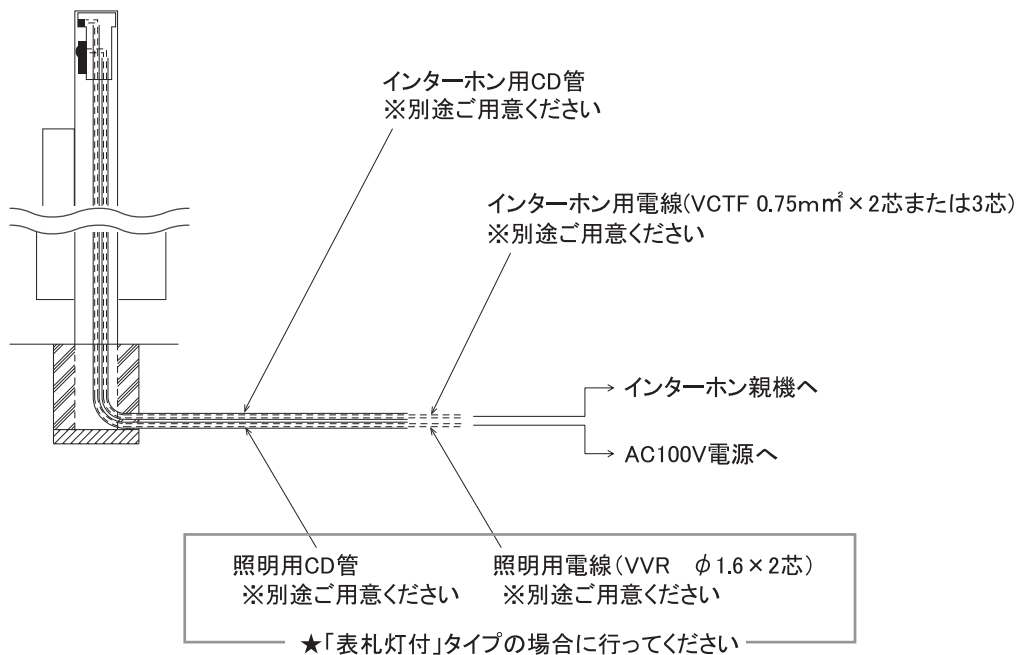 インターホン用CD管
※別途ご用意ください
インターホン用電線(VCTF 0.75m㎡×2芯または3芯)
※別途ご用意ください
インターホン親機へ
AC100V電源へ
照明用CD管
※別途ご用意ください
照明用電線(VVR φ1.6×2芯)
※別途ご用意ください
★「表札灯付」タイプの場合に行ってください